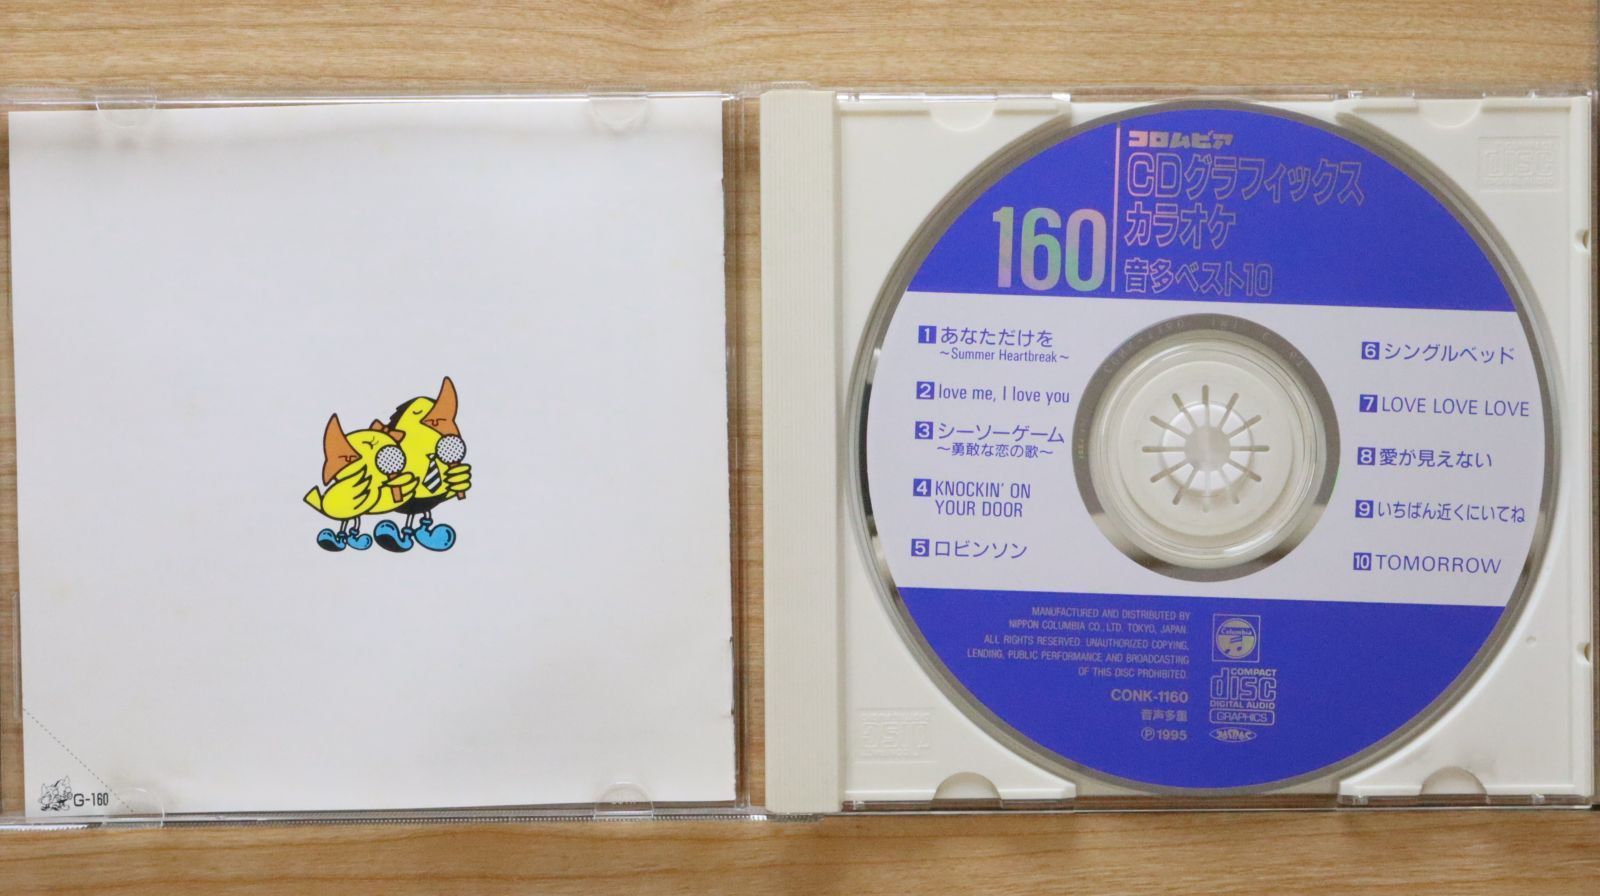 G-160
コロムビア
CDグラフィックス
カラオケ
160
音多ベスト10
1 あなただけを
～Summer Heartbreak～
2 love me, I love you
3 シーソーゲーム
～勇敢な恋の歌～
4 KNOCKIN' ON
YOUR DOOR
5 ロビンソン
6 シングルベッド
7 LOVE LOVE LOVE
8 愛が見えない
9 いちばん近くにいてね
10 TOMORROW
MANUFACTURED AND DISTRIBUTED BY
NIPPON COLUMBIA CO., LTD. TOKYO, JAPAN.
ALL RIGHTS RESERVED. UNAUTHORIZED COPYING,
LENDING, PUBLIC PERFORMANCE AND BROADCASTING
OF THIS DISC PROHIBITED.
CONK-1160
音声多重
Ⓟ1995
Columbia
COMPACT
disc
DIGITAL AUDIO
GRAPHICS
disc